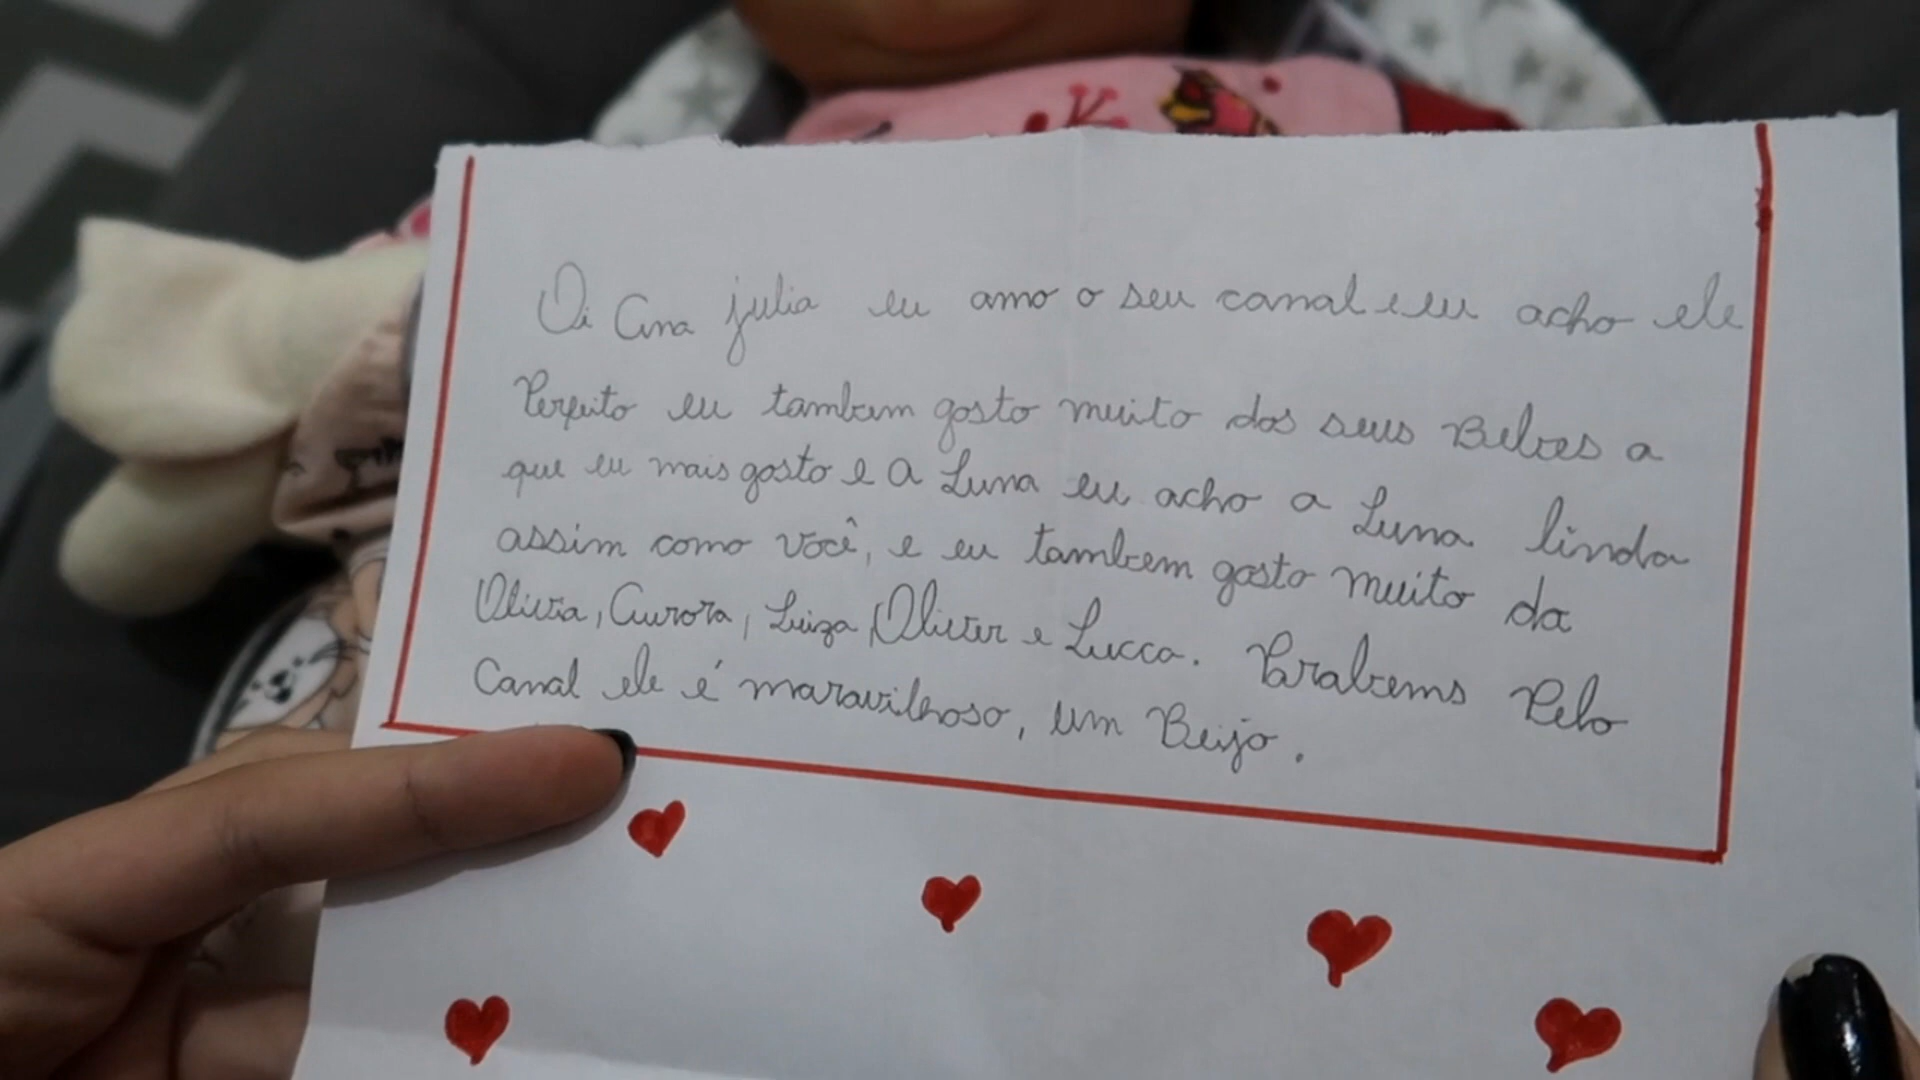 Oi Ana julia eu amo o seu canal e eu acho ele
Perfeito eu tambem gosto muito dos seus Bebes a
que eu mais gosto e a Luna eu acho a Luna linda
assim como você, e eu tambem gosto muito da
Olivia, Aurora, Luiza, Oliver e Lucca. Parabems Pelo
Canal ele é maravilhoso, um Beijo.